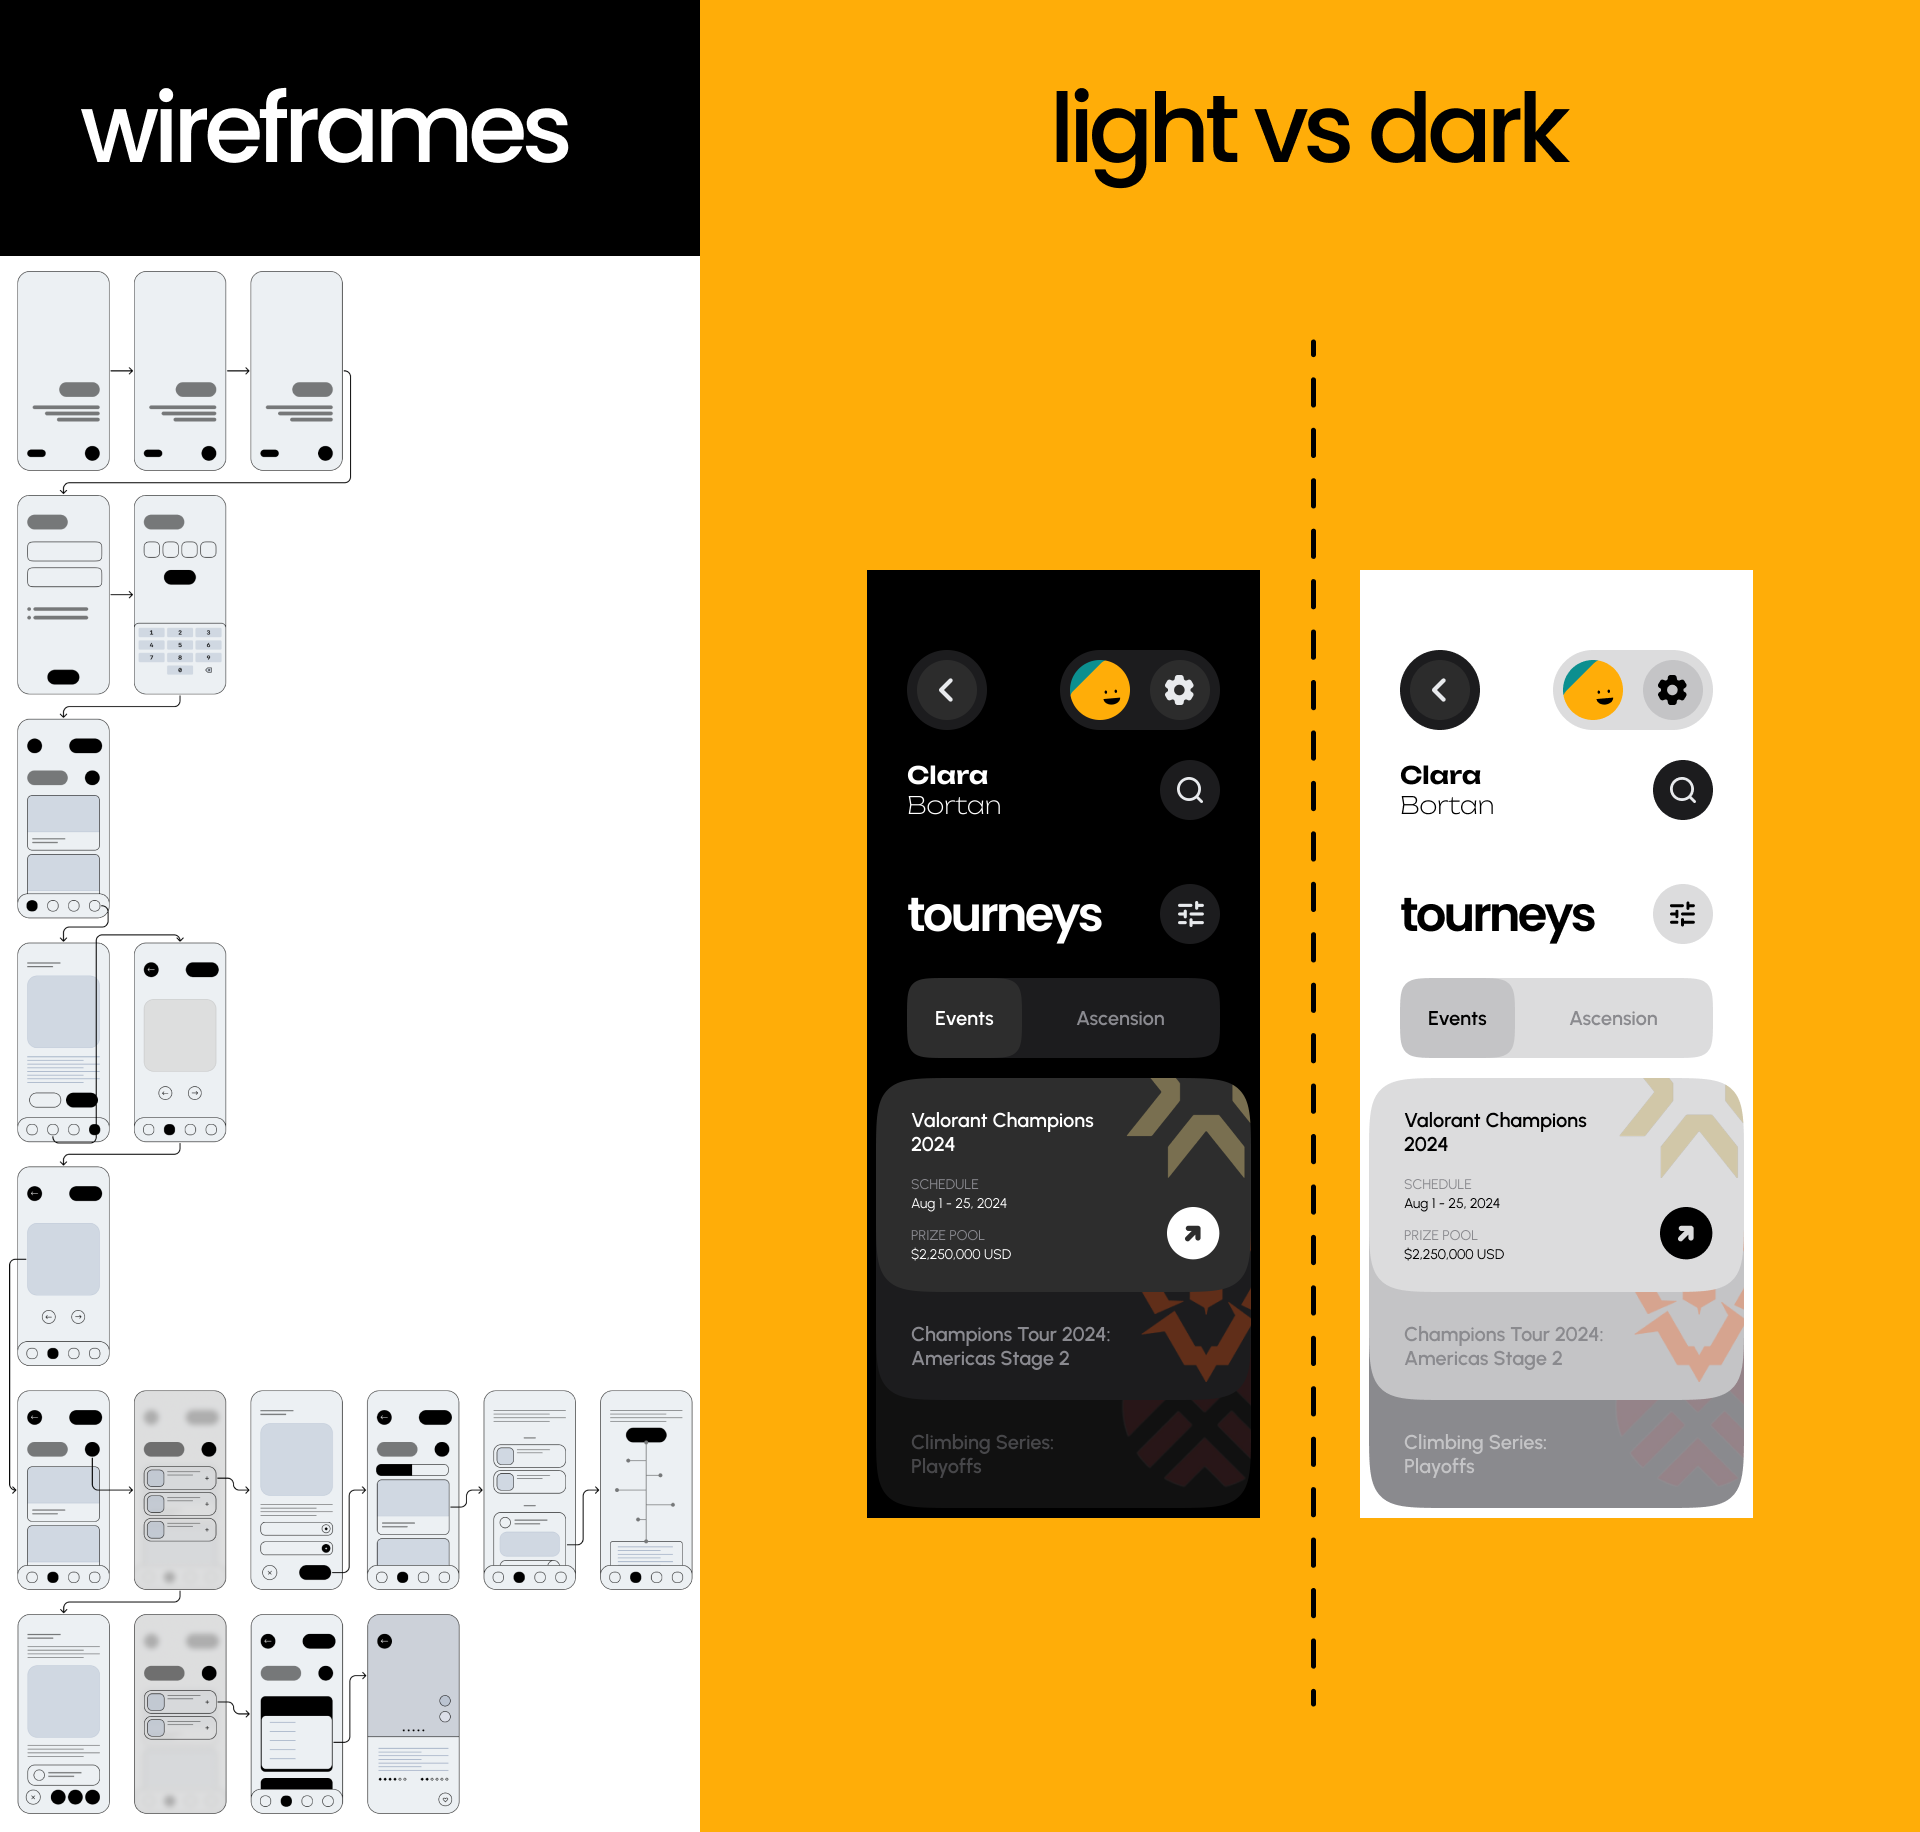 wireframes
1 2 3
4 5 6
7 8 9
0
light vs dark
Clara
Bortan
tourneys
Events Ascension
Valorant Champions
2024
SCHEDULE
Aug 1 - 25, 2024
PRIZE POOL
$2,250,000 USD
Champions Tour 2024:
Americas Stage 2
Climbing Series:
Playoffs
Clara
Bortan
tourneys
Events Ascension
Valorant Champions
2024
SCHEDULE
Aug 1 - 25, 2024
PRIZE POOL
$2,250,000 USD
Champions Tour 2024:
Americas Stage 2
Climbing Series:
Playoffs